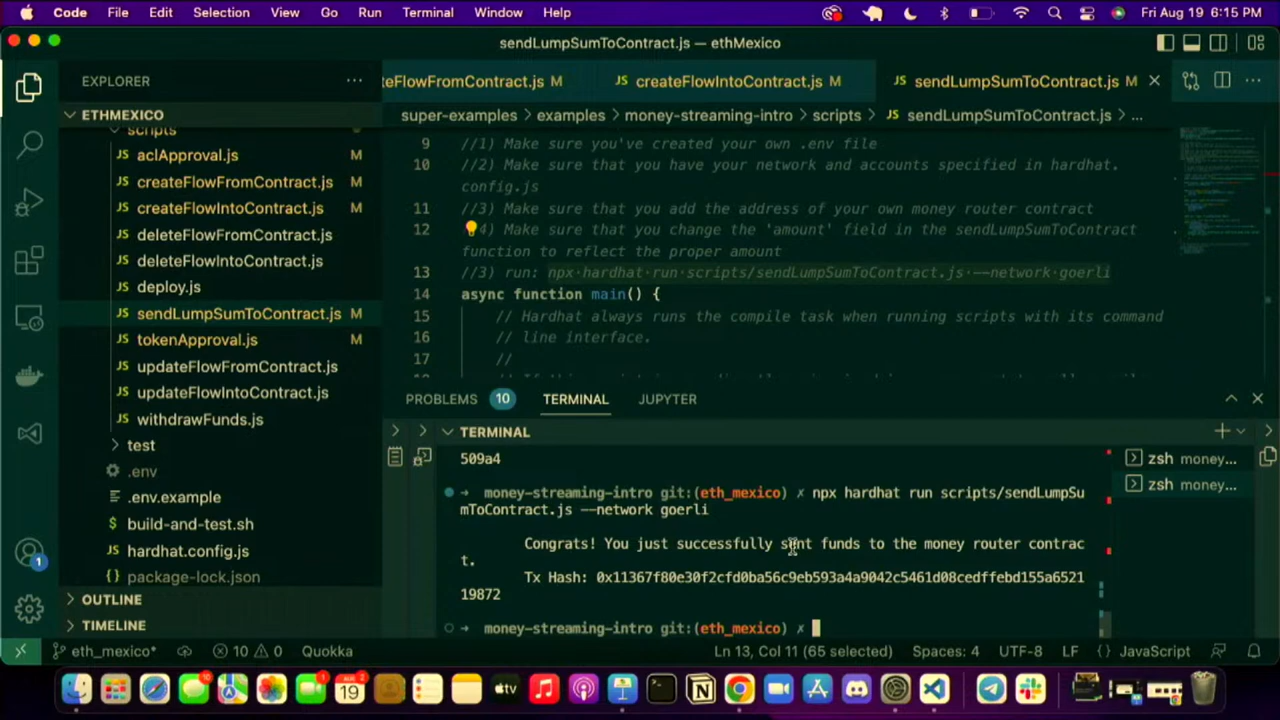 Code File Edit Selection View Go Run Terminal Window Help Fri Aug 19 6:15 PM
sendLumpSumToContract.js — ethMexico
EXPLORER
ETHMEXICO
scripts
aclApproval.js M
createFlowFromContract.js M
createFlowIntoContract.js M
deleteFlowFromContract.js
deleteFlowIntoContract.js
deploy.js
sendLumpSumToContract.js M
tokenApproval.js M
updateFlowFromContract.js
updateFlowIntoContract.js
withdrawFunds.js
test
.env
.env.example
build-and-test.sh
hardhat.config.js
package-lock.json
OUTLINE
TIMELINE
eateFlowFromContract.js M createFlowIntoContract.js M sendLumpSumToContract.js M
super-examples > examples > money-streaming-intro > scripts > sendLumpSumToContract.js > ...
9 //1) Make sure you've created your own .env file
10 //2) Make sure that you have your network and accounts specified in hardhat.
config.js
11 //3) Make sure that you add the address of your own money router contract
12 4) Make sure that you change the 'amount' field in the sendLumpSumToContract
function to reflect the proper amount
13 //3) run: npx hardhat run scripts/sendLumpSumToContract.js --network goerli
14 async function main() {
15 // Hardhat always runs the compile task when running scripts with its command
16 // line interface.
17 //
PROBLEMS 10 TERMINAL JUPYTER
TERMINAL
509a4
→ money-streaming-intro git:(eth_mexico) ✗ npx hardhat run scripts/sendLumpSu
mToContract.js --network goerli
Congrats! You just successfully sent funds to the money router contrac
t.
Tx Hash: 0x11367f80e30f2cfd0ba56c9eb593a4a9042c5461d08cedffebd155a6521
19872
→ money-streaming-intro git:(eth_mexico) ✗
zsh money...
zsh money...
1
eth_mexico* 10 0 Quokka Ln 13, Col 11 (65 selected) Spaces: 4 UTF-8 LF {} JavaScript
19